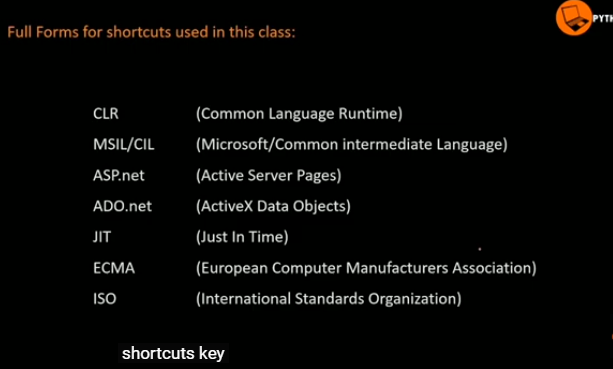 Full Forms for shortcuts used in this class:
PYTH
CLR (Common Language Runtime)
MSIL/CIL (Microsoft/Common intermediate Language)
ASP.net (Active Server Pages)
ADO.net (ActiveX Data Objects)
JIT (Just In Time)
ECMA (European Computer Manufacturers Association)
ISO (International Standards Organization)
shortcuts key